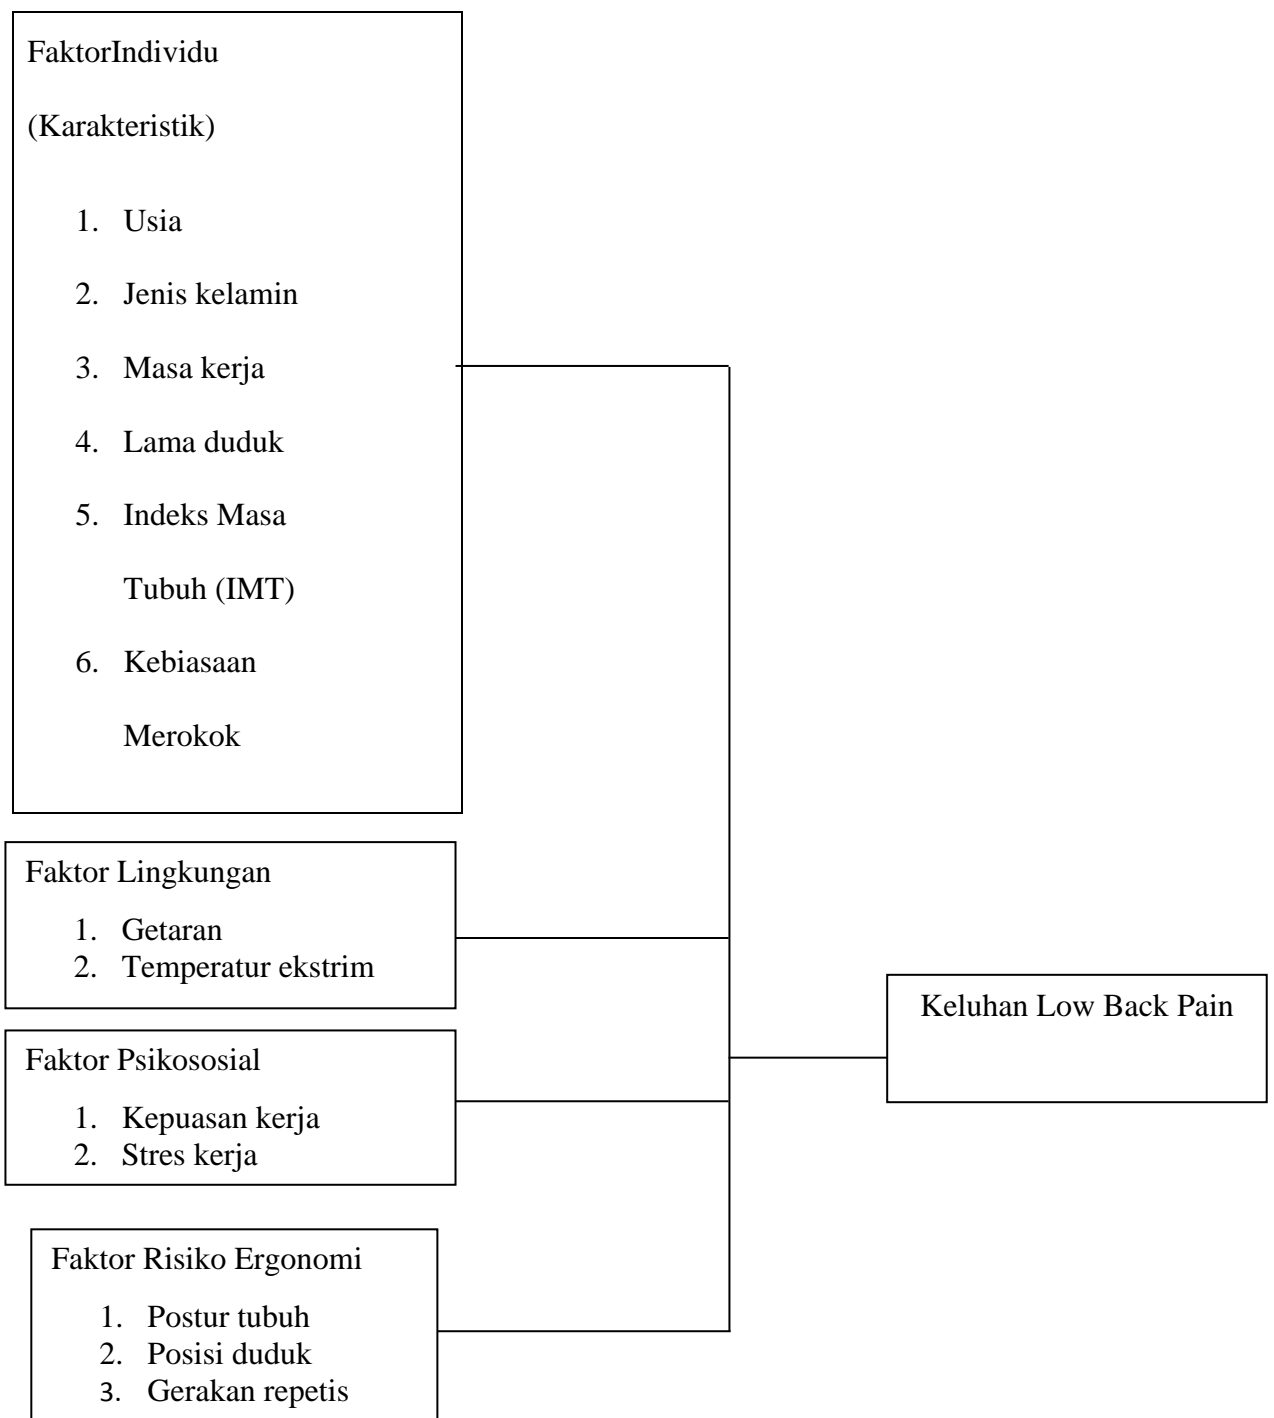 FaktorIndividu
(Karakteristik)
1. Usia
2. Jenis kelamin
3. Masa kerja
4. Lama duduk
5. Indeks Masa
Tubuh (IMT)
6. Kebiasaan
Merokok
Faktor Lingkungan
1. Getaran
2. Temperatur ekstrim
Faktor Psikososial
1. Kepuasan kerja
2. Stres kerja
Faktor Risiko Ergonomi
1. Postur tubuh
2. Posisi duduk
3. Gerakan repetis
Keluhan Low Back Pain